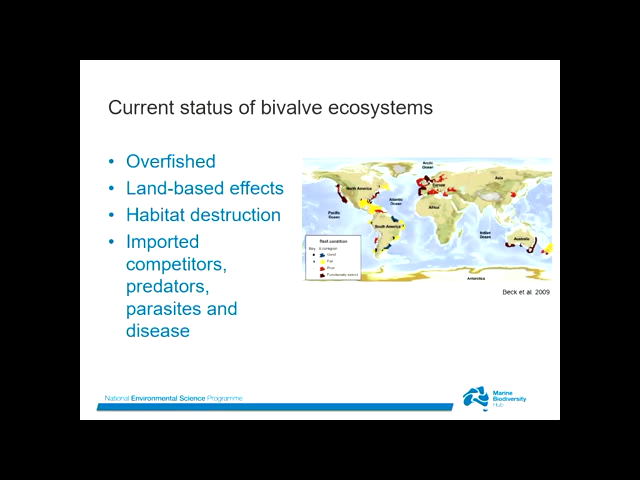 Current status of bivalve ecosystems
• Overfished
• Land-based effects
• Habitat destruction
• Imported
competitors,
predators,
parasites and
disease
Arctic
Ocean
North America
Europe
Asia
Atlantic
Ocean
Pacific
Ocean
Africa
South America
Indian
Ocean
Australia
Reef condition
Good
Fair
Poor
Functionally extinct
Antarctica
Beck et al. 2009
National Environmental Science Programme
Marine
Biodiversity
Hub